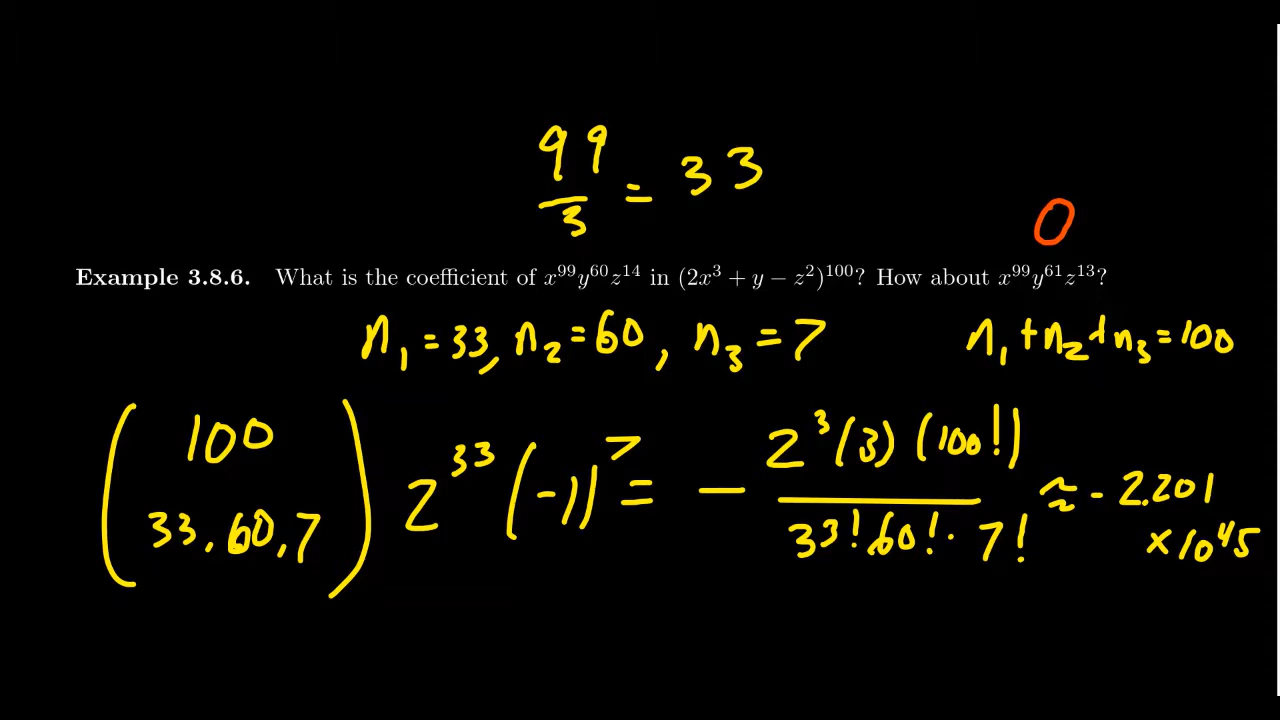 99/3 = 33
0
Example 3.8.6. What is the coefficient of x^99 y^60 z^14 in (2x^3 + y − z^2)^100? How about x^99 y^61 z^13?
n_1 = 33, n_2 = 60, n_3 = 7 n_1 + n_2 + n_3 = 100
(100 33, 60, 7) 2^33 (-1)^7 = - 2^3 (3) (100!) / 33! 60! · 7! ≈ - 2.201 × 10^45